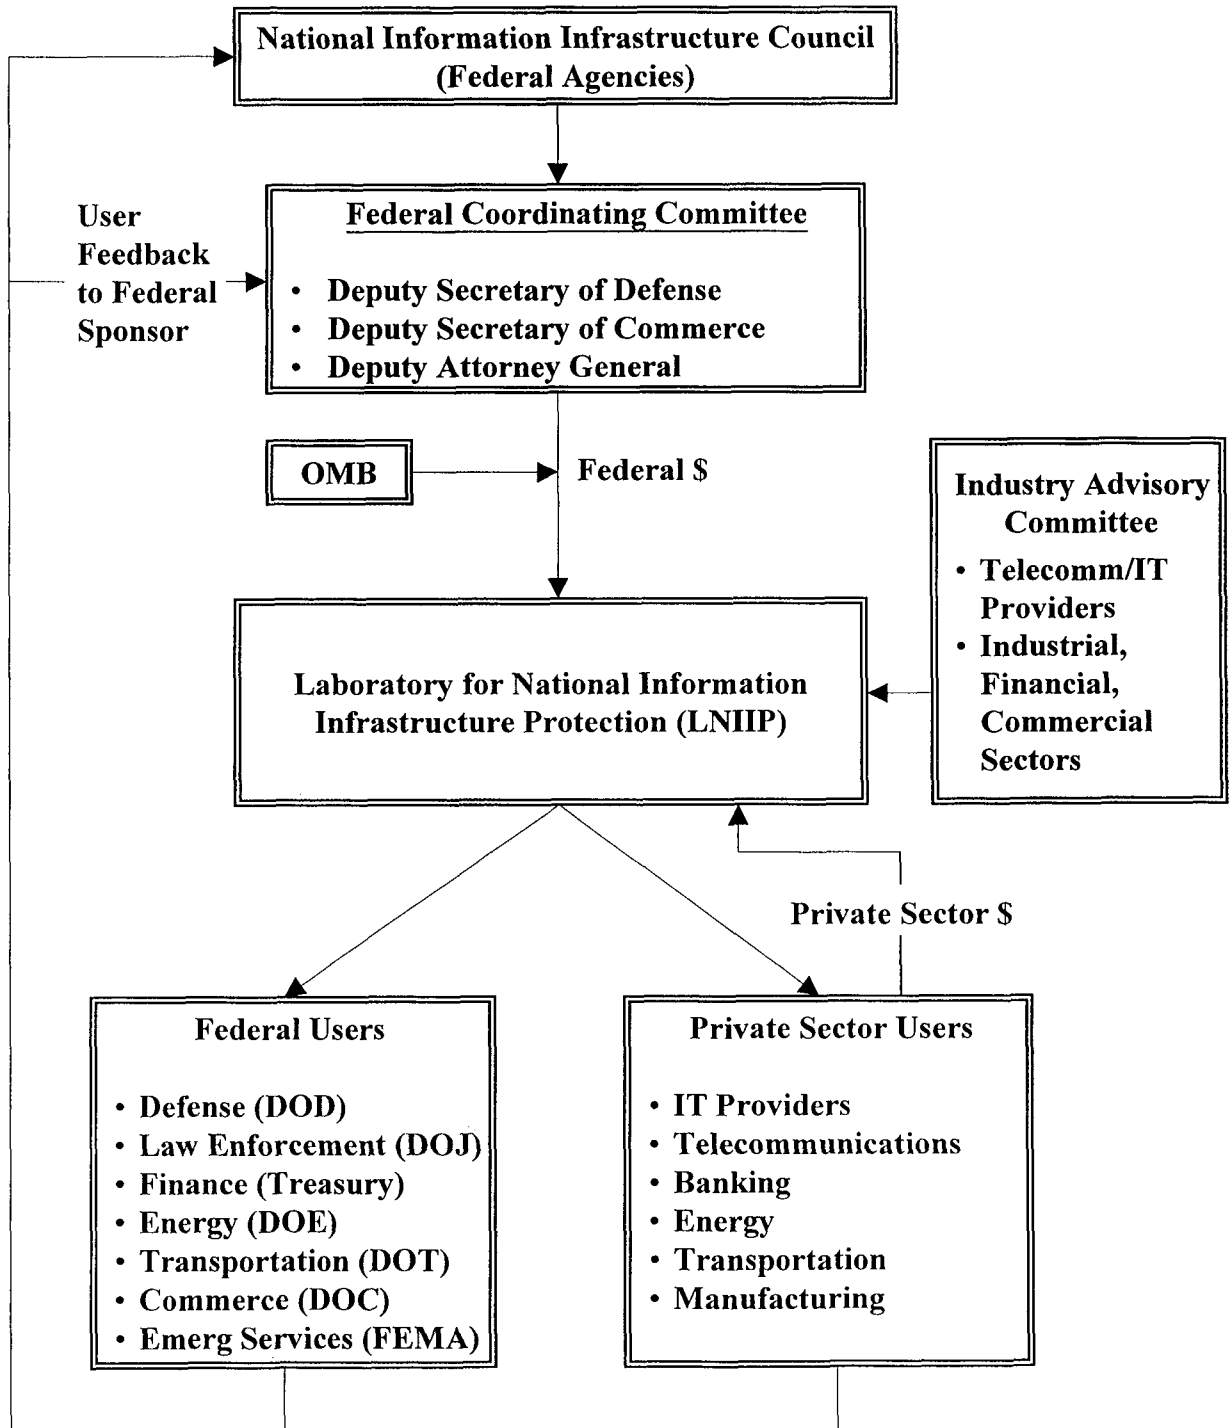 National Information Infrastructure Council
(Federal Agencies)
User
Feedback
to Federal
Sponsor
Federal Coordinating Committee
• Deputy Secretary of Defense
• Deputy Secretary of Commerce
• Deputy Attorney General
OMB
Federal $
Industry Advisory
Committee
• Telecomm/IT
Providers
• Industrial,
Financial,
Commercial
Sectors
Laboratory for National Information
Infrastructure Protection (LNIIP)
Private Sector $
Federal Users
• Defense (DOD)
• Law Enforcement (DOJ)
• Finance (Treasury)
• Energy (DOE)
• Transportation (DOT)
• Commerce (DOC)
• Emerg Services (FEMA)
Private Sector Users
• IT Providers
• Telecommunications
• Banking
• Energy
• Transportation
• Manufacturing